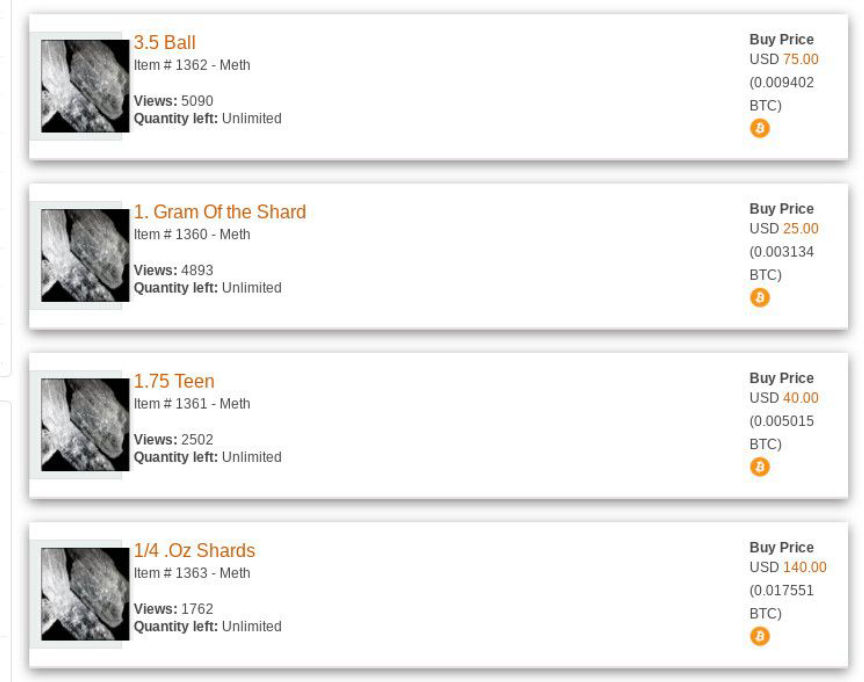 3.5 Ball
Item # 1362 - Meth
Views: 5090
Quantity left: Unlimited
Buy Price
USD 75.00
(0.009402
BTC)
1. Gram Of the Shard
Item # 1360 - Meth
Views: 4893
Quantity left: Unlimited
Buy Price
USD 25.00
(0.003134
BTC)
1.75 Teen
Item # 1361 - Meth
Views: 2502
Quantity left: Unlimited
Buy Price
USD 40.00
(0.005015
BTC)
1/4 .Oz Shards
Item # 1363 - Meth
Views: 1762
Quantity left: Unlimited
Buy Price
USD 140.00
(0.017551
BTC)